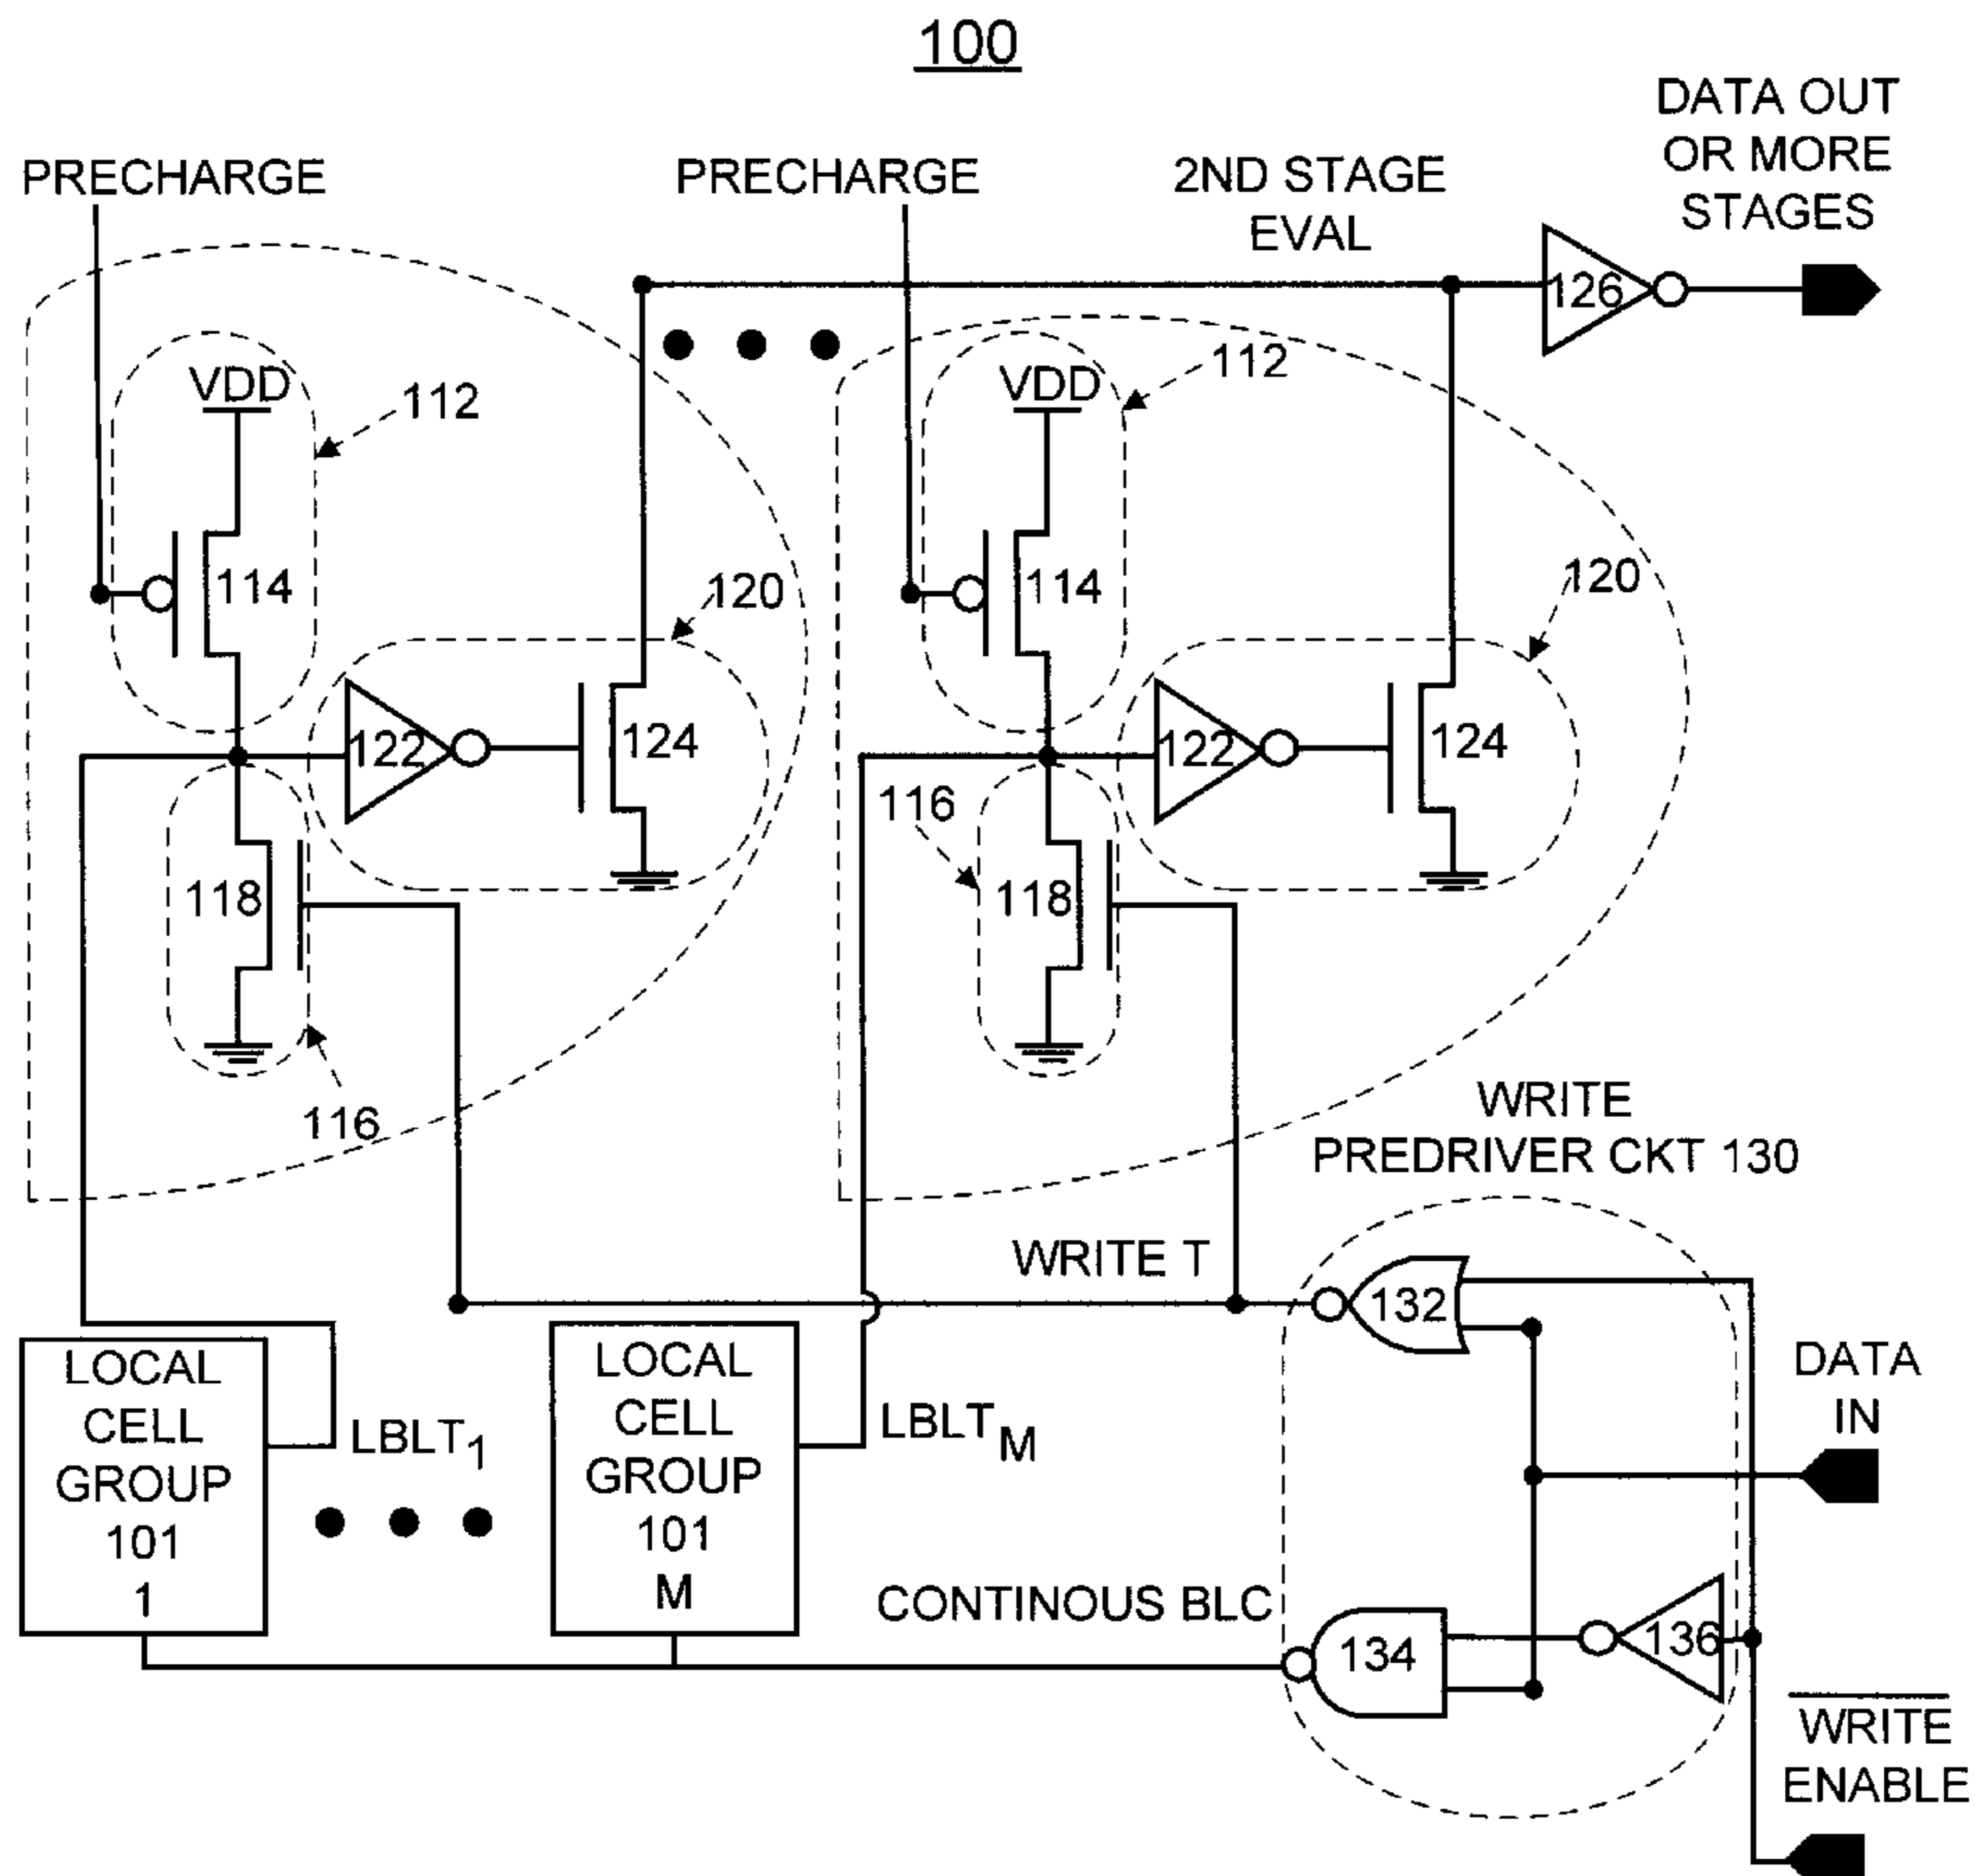 100
DATA OUT
OR MORE
STAGES
PRECHARGE
PRECHARGE
2ND STAGE
EVAL
126
VDD
112
VDD
112
114
120
114
120
122
124
122
124
116
118
118
116
WRITE
PREDRIVER CKT 130
WRITE T
132
DATA
IN
LOCAL
CELL
GROUP
101
1
LBLT1
LOCAL
CELL
GROUP
101
M
LBLTM
CONTINOUS BLC
134
136
WRITE
ENABLE